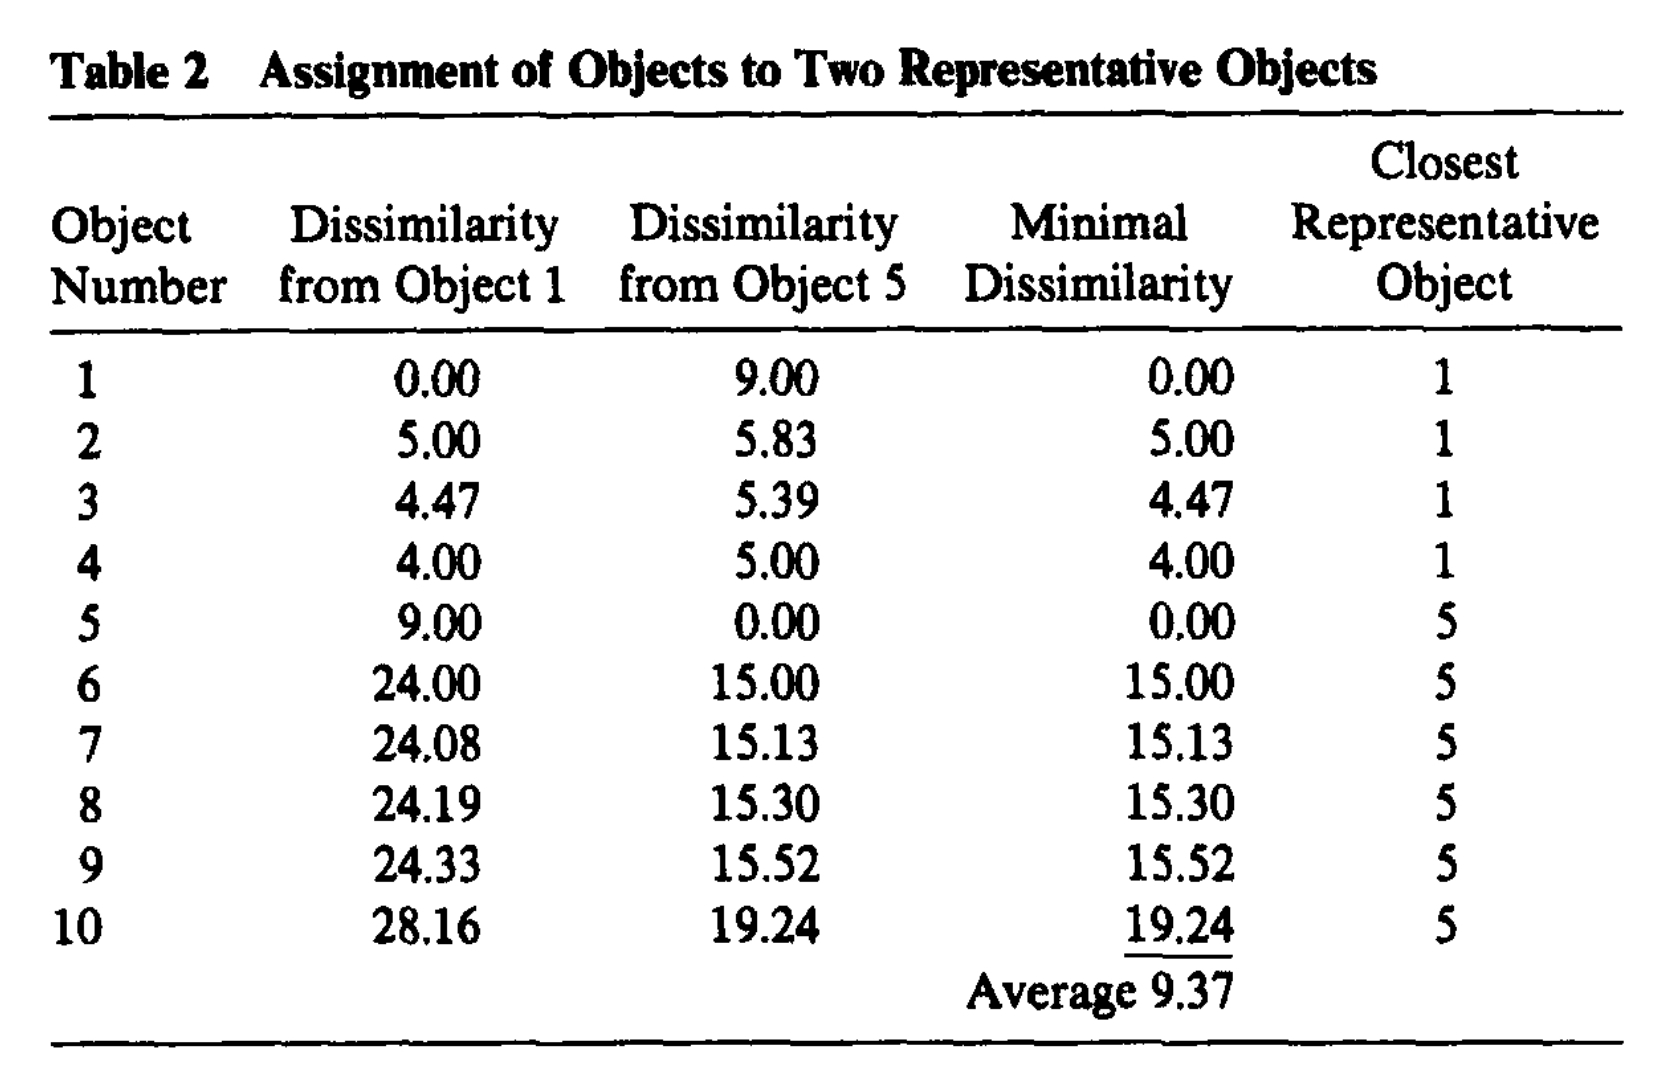 Table 2 Assignment of Objects to Two Representative Objects
Closest
Object Dissimilarity Dissimilarity Minimal Representative
Number from Object 1 from Object 5 Dissimilarity Object
1 0.00 9.00 0.00 1
2 5.00 5.83 5.00 1
3 4.47 5.39 4.47 1
4 4.00 5.00 4.00 1
5 9.00 0.00 0.00 5
6 24.00 15.00 15.00 5
7 24.08 15.13 15.13 5
8 24.19 15.30 15.30 5
9 24.33 15.52 15.52 5
10 28.16 19.24 19.24 5
Average 9.37